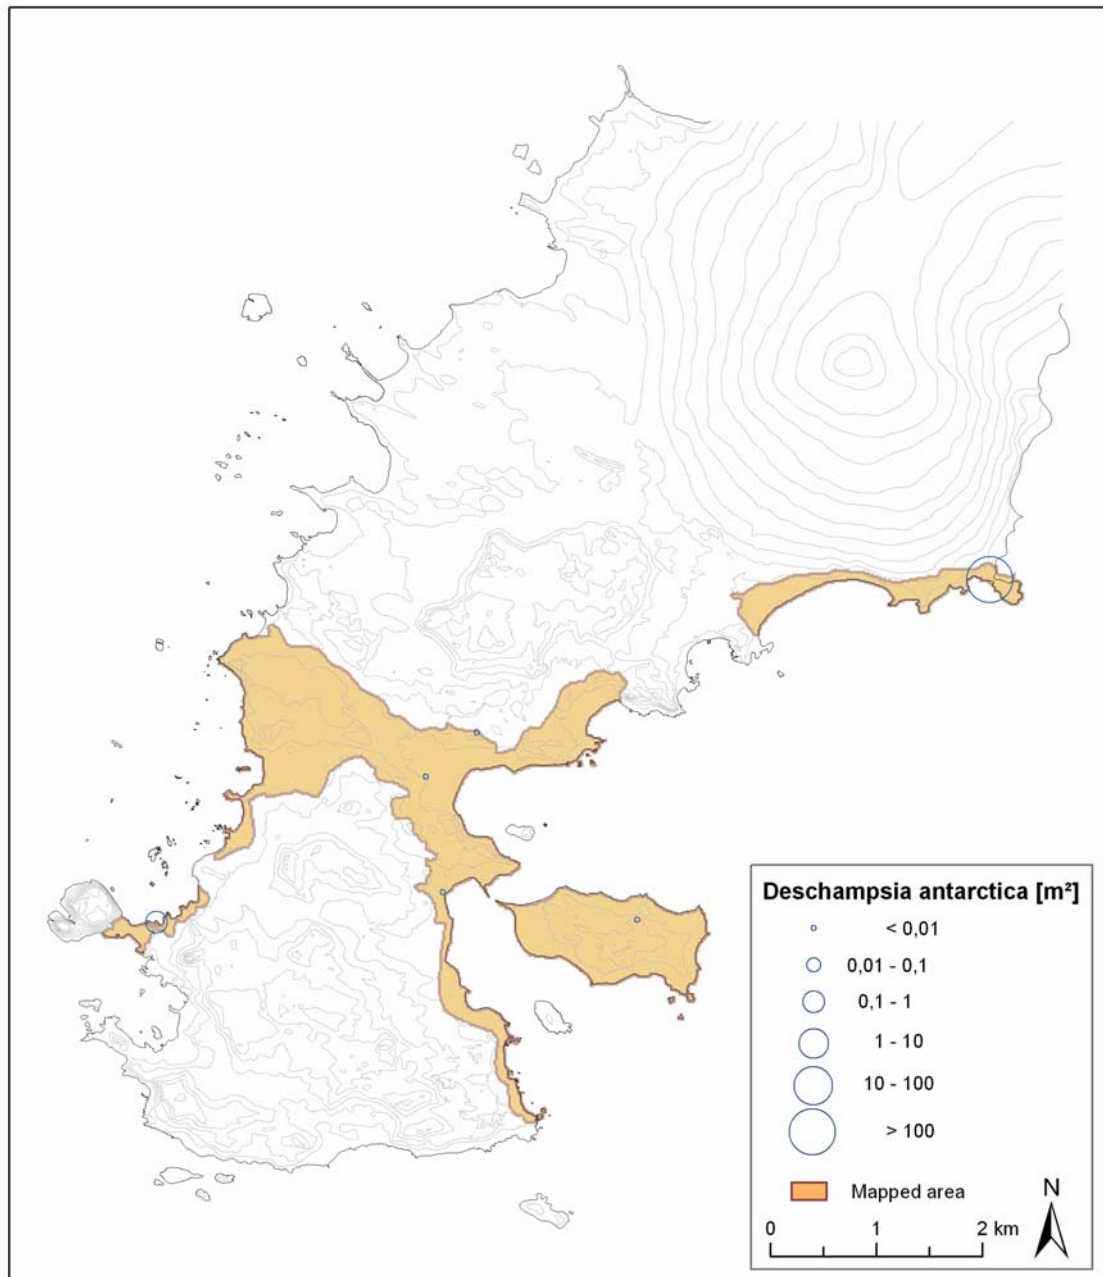 Deschampsia antarctica [m²]
< 0,01
0,01 - 0,1
0,1 - 1
1 - 10
10 - 100
> 100
Mapped area
N
0 1 2 km